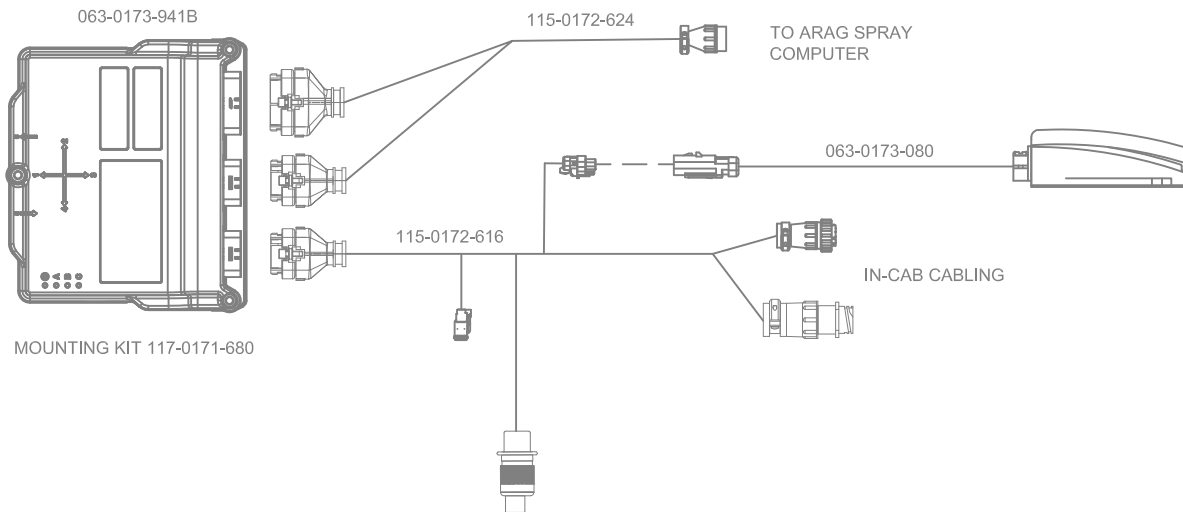 063-0173-941B
115-0172-624
TO ARAG SPRAY
COMPUTER
063-0173-080
115-0172-616
IN-CAB CABLING
MOUNTING KIT 117-0171-680